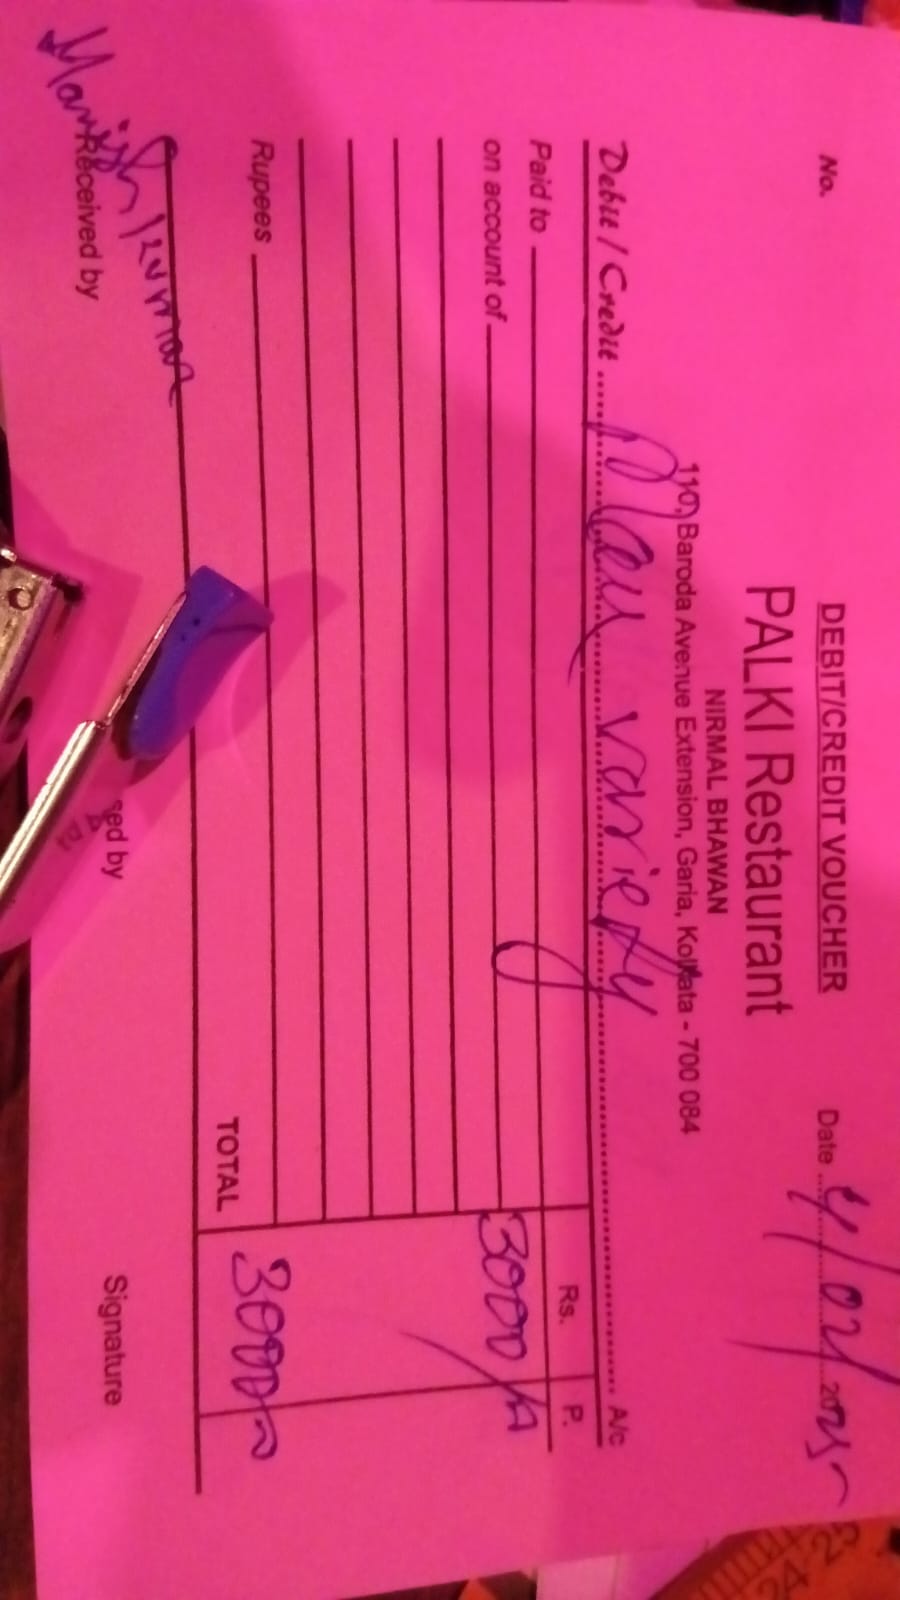 DEBIT/CREDIT VOUCHER
No.
Date 4/02/2025
PALKI Restaurant
NIRMAL BHAWAN
110, Baroda Avenue Extension, Garia, Kolkata - 700 084
Debit / Credit Maa variety A/c
Rs. P.
Paid to
on account of 3000/-
Rupees
TOTAL 3000
Manish Kumar
Received by
sed by
Signature
23
24